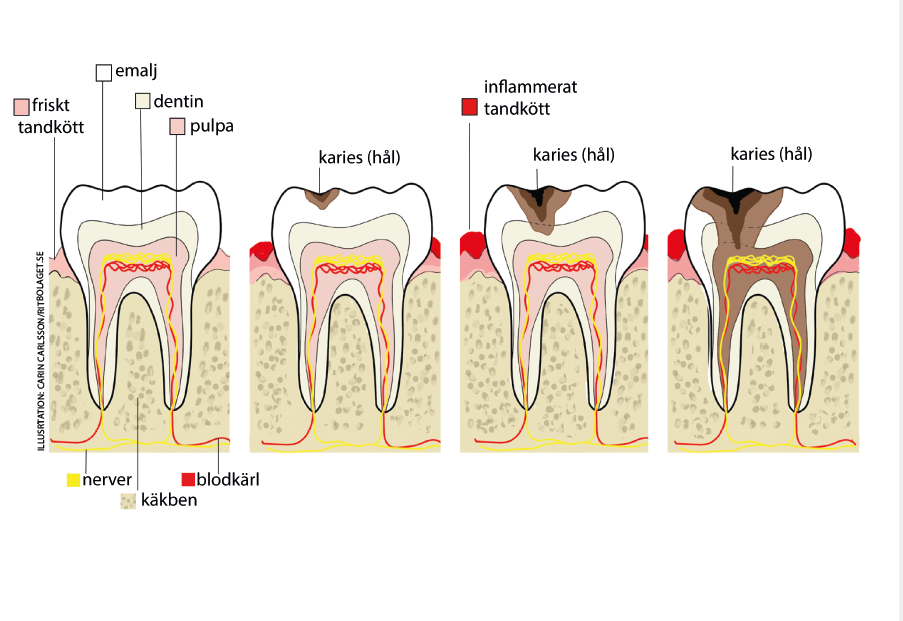 emalj
friskt
tandkött
dentin
pulpa
karies (hål)
inflammerat
tandkött
karies (hål)
karies (hål)
ILLUSRTATION: CARIN CARLSSON/RITBOLAGET.SE
nerver
blodkärl
käkben